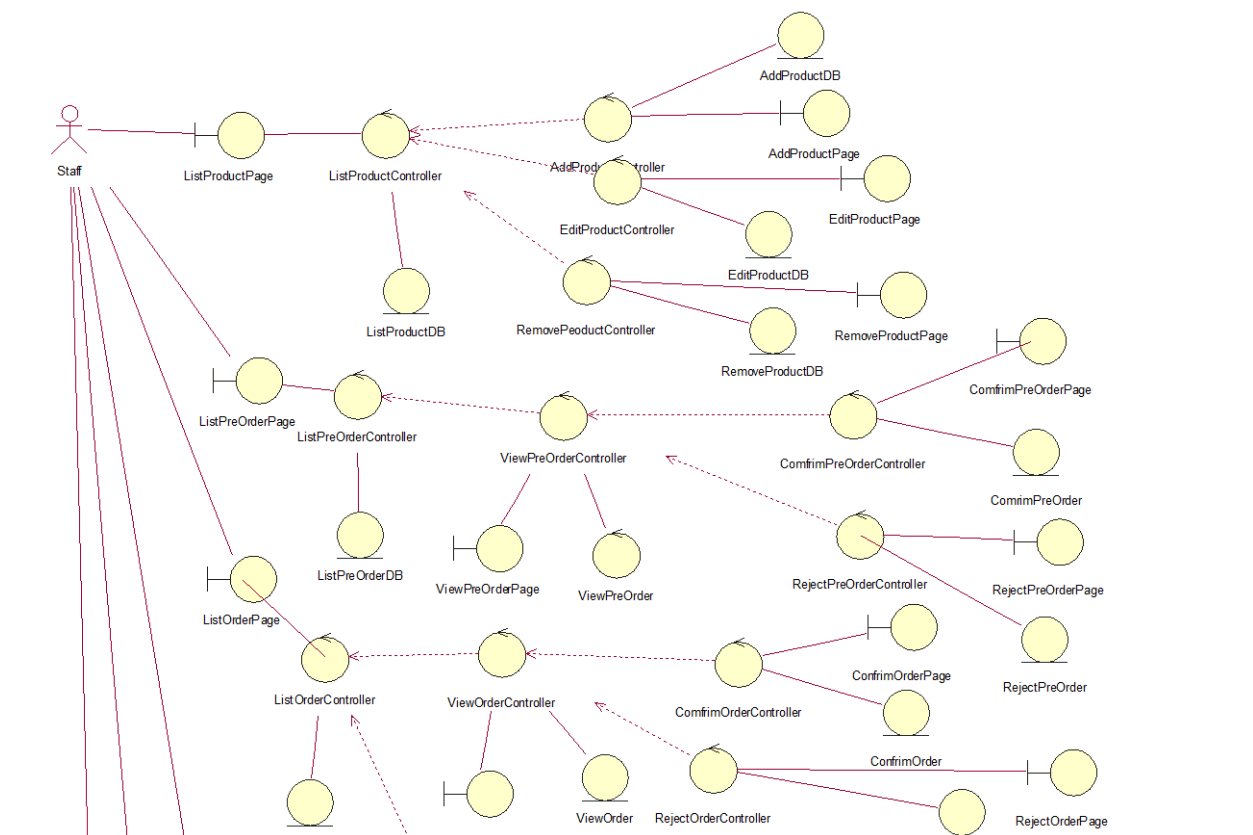 AddProductDB
AddProductPage
Staff
ListProductPage
ListProductController
EditProductPage
EditProductController
EditProductDB
ListProductDB
RemovePeoductController
RemoveProductPage
RemoveProductDB
ComfrimPreOrderPage
ListPreOrderPage
ListPreOrderController
ViewPreOrderController
ComfrimPreOrderController
ComrimPreOrder
ListPreOrderDB
ViewPreOrderPage
ViewPreOrder
RejectPreOrderController
RejectPreOrderPage
ListOrderPage
ConfrimOrderPage
RejectPreOrder
ListOrderController
ViewOrderController
ComfrimOrderController
ConfrimOrder
ViewOrder
RejectOrderController
RejectOrderPage